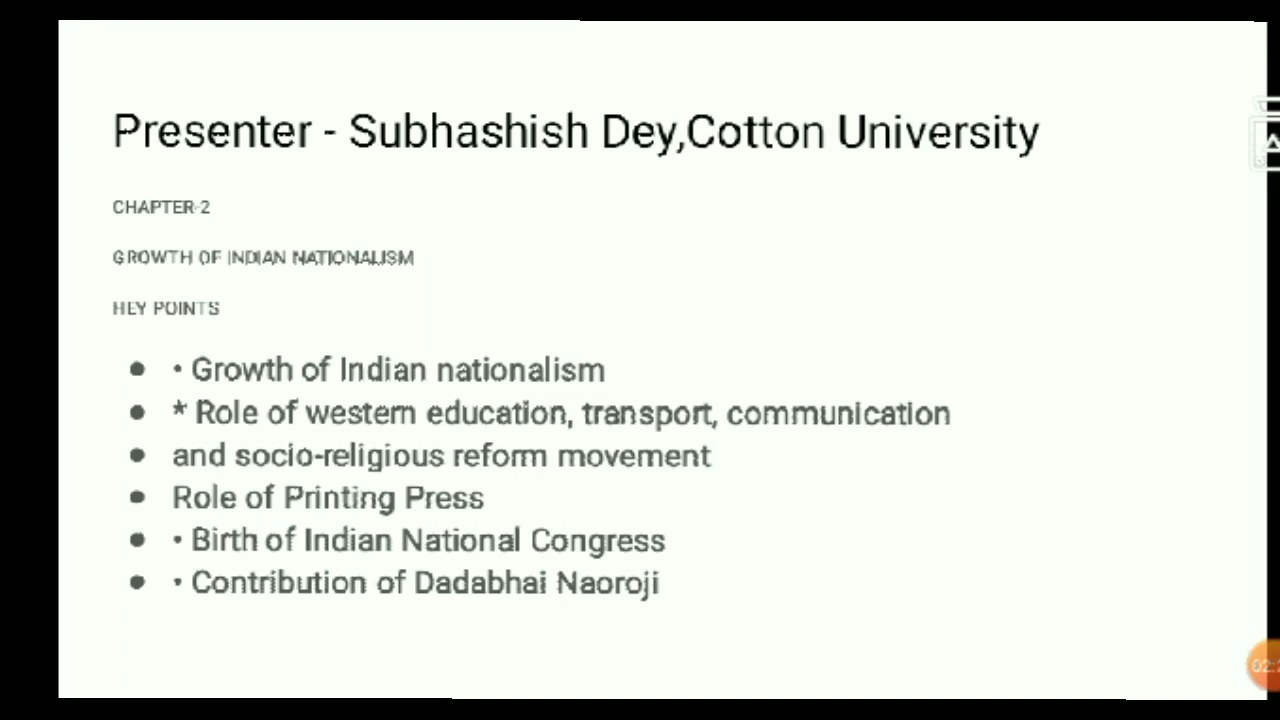 Presenter - Subhashish Dey,Cotton University
CHAPTER-2
GROWTH OF INDIAN NATIONALISM
HEY POINTS
● • Growth of Indian nationalism
● * Role of western education, transport, communication
● and socio-religious reform movement
● Role of Printing Press
● • Birth of Indian National Congress
● • Contribution of Dadabhai Naoroji